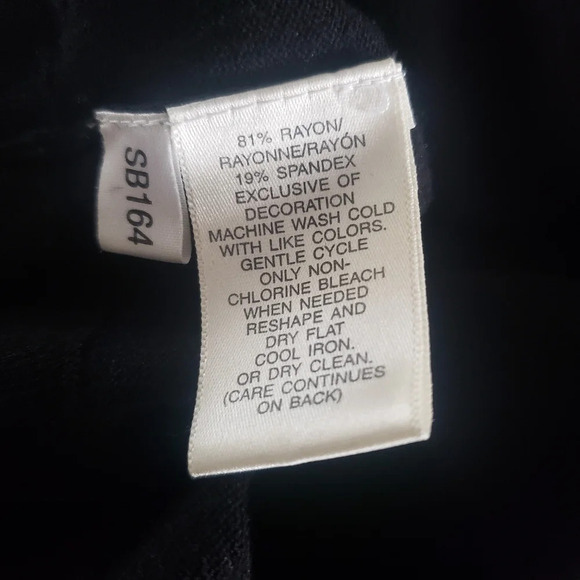 81% RAYON/
RAYONNE/RAYÓN
19% SPANDEX
EXCLUSIVE OF
DECORATION
MACHINE WASH COLD
WITH LIKE COLORS.
GENTLE CYCLE
ONLY NON-
CHLORINE BLEACH
WHEN NEEDED
RESHAPE AND
DRY FLAT
COOL IRON.
OR DRY CLEAN.
(CARE CONTINUES
ON BACK)
SB164